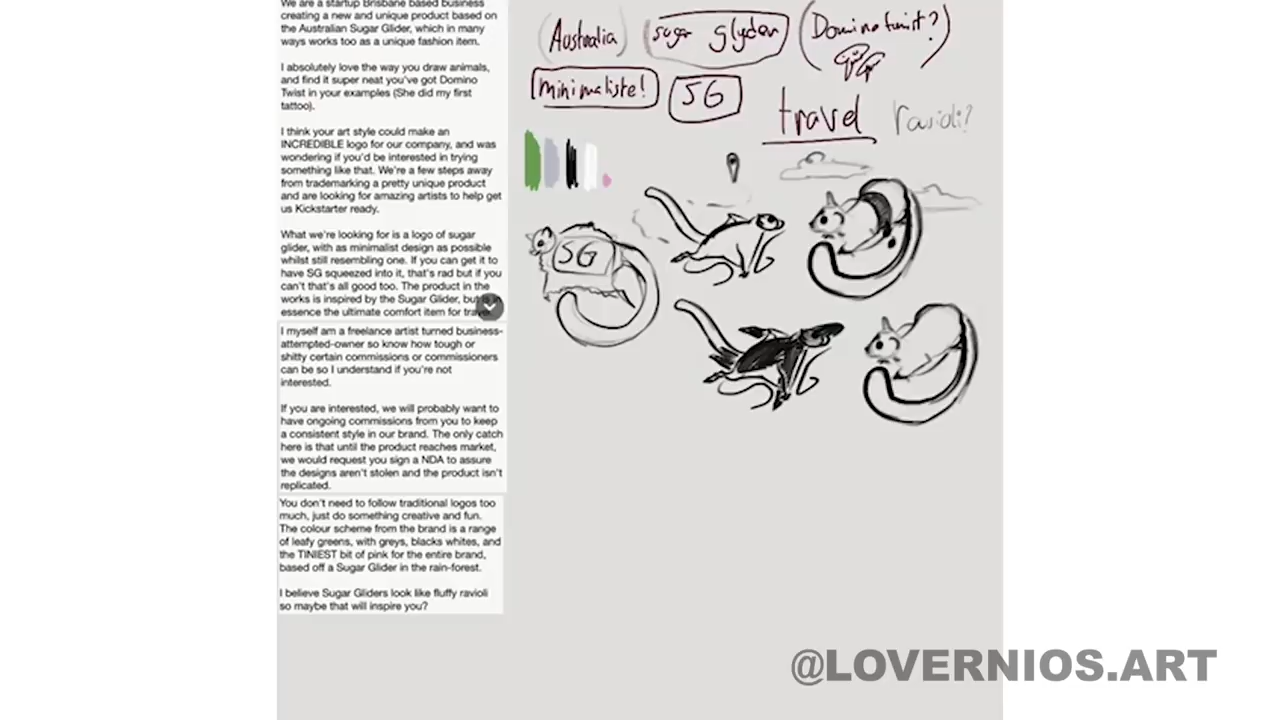 We are a startup Brisbane based business
creating a new and unique product based on
the Australian Sugar Glider, which in many
ways works too as a unique fashion item.
I absolutely love the way you draw animals,
and find it super neat you've got Domino
Twist in your examples (She did my first
tattoo).
I think your art style could make an
INCREDIBLE logo for our company, and was
wondering if you'd be interested in trying
something like that. We're a few steps away
from trademarking a pretty unique product
and are looking for amazing artists to help get
us Kickstarter ready.
What we're looking for is a logo of sugar
glider, with as minimalist design as possible
whilst still resembling one. If you can get it to
have SG squeezed into it, that's rad but if you
can't that's all good too. The product in the
works is inspired by the Sugar Glider, but is in
essence the ultimate comfort item for travel.
I myself am a freelance artist turned business-
attempted-owner so know how tough or
shitty certain commissions or commissioners
can be so I understand if you're not
interested.
If you are interested, we will probably want to
have ongoing commissions from you to keep
a consistent style in our brand. The only catch
here is that until the product reaches market,
we would request you sign a NDA to assure
the designs aren't stolen and the product isn't
replicated.
You don't need to follow traditional logos too
much, just do something creative and fun.
The colour scheme from the brand is a range
of leafy greens, with greys, blacks whites, and
the TINIEST bit of pink for the entire brand,
based off a Sugar Glider in the rain-forest.
I believe Sugar Gliders look like fluffy ravioli
so maybe that will inspire you?
(Australia) sugar glyder (Domino twist?)
minimaliste! SG
travel ravioli?
SG
@LOVERNIOS.ART